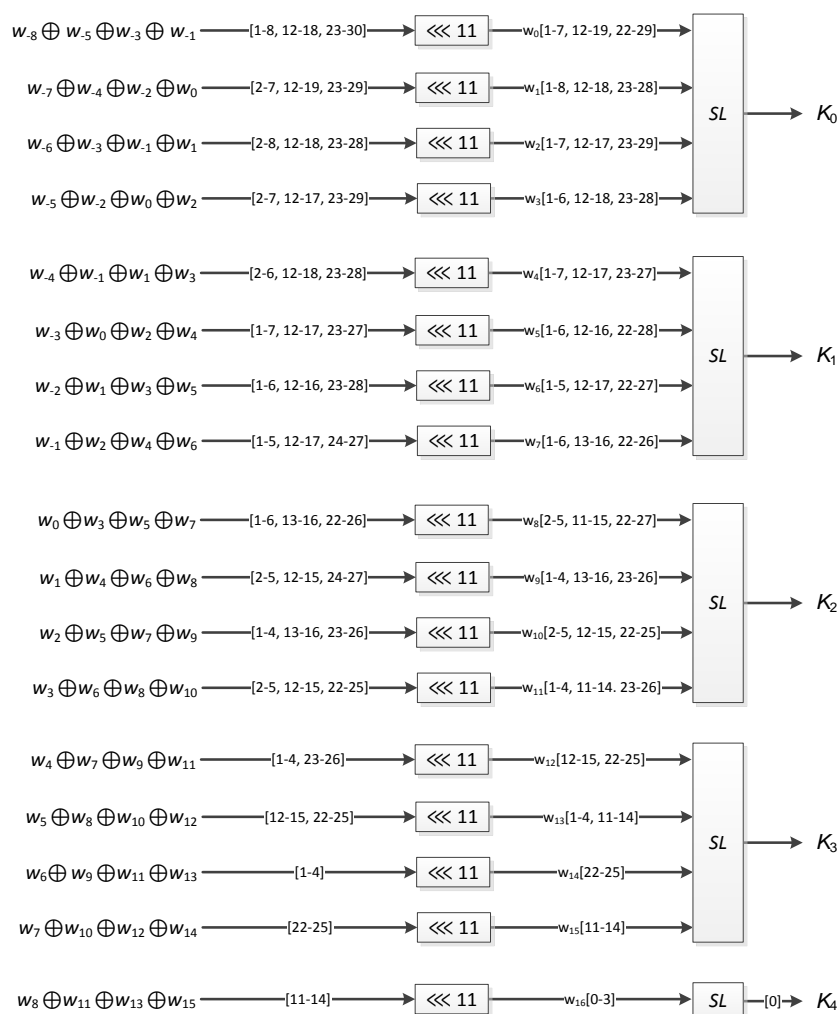 w₋₈ ⊕ w₋₅ ⊕ w₋₃ ⊕ w₋₁ [1-8, 12-18, 23-30] <<< 11 w₀[1-7, 12-19, 22-29]
w₋₇ ⊕ w₋₄ ⊕ w₋₂ ⊕ w₀ [2-7, 12-19, 23-29] <<< 11 w₁[1-8, 12-18, 23-28]
SL K₀
w₋₆ ⊕ w₋₃ ⊕ w₋₁ ⊕ w₁ [2-8, 12-18, 23-28] <<< 11 w₂[1-7, 12-17, 23-29]
w₋₅ ⊕ w₋₂ ⊕ w₀ ⊕ w₂ [2-7, 12-17, 23-29] <<< 11 w₃[1-6, 12-18, 23-28]
w₋₄ ⊕ w₋₁ ⊕ w₁ ⊕ w₃ [2-6, 12-18, 23-28] <<< 11 w₄[1-7, 12-17, 23-27]
w₋₃ ⊕ w₀ ⊕ w₂ ⊕ w₄ [1-7, 12-17, 23-27] <<< 11 w₅[1-6, 12-16, 22-28]
SL K₁
w₋₂ ⊕ w₁ ⊕ w₃ ⊕ w₅ [1-6, 12-16, 23-28] <<< 11 w₆[1-5, 12-17, 22-27]
w₋₁ ⊕ w₂ ⊕ w₄ ⊕ w₆ [1-5, 12-17, 24-27] <<< 11 w₇[1-6, 13-16, 22-26]
w₀ ⊕ w₃ ⊕ w₅ ⊕ w₇ [1-6, 13-16, 22-26] <<< 11 w₈[2-5, 11-15, 22-27]
w₁ ⊕ w₄ ⊕ w₆ ⊕ w₈ [2-5, 12-15, 24-27] <<< 11 w₉[1-4, 13-16, 23-26]
SL K₂
w₂ ⊕ w₅ ⊕ w₇ ⊕ w₉ [1-4, 13-16, 23-26] <<< 11 w₁₀[2-5, 12-15, 22-25]
w₃ ⊕ w₆ ⊕ w₈ ⊕ w₁₀ [2-5, 12-15, 22-25] <<< 11 w₁₁[1-4, 11-14. 23-26]
w₄ ⊕ w₇ ⊕ w₉ ⊕ w₁₁ [1-4, 23-26] <<< 11 w₁₂[12-15, 22-25]
w₅ ⊕ w₈ ⊕ w₁₀ ⊕ w₁₂ [12-15, 22-25] <<< 11 w₁₃[1-4, 11-14]
SL K₃
w₆ ⊕ w₉ ⊕ w₁₁ ⊕ w₁₃ [1-4] <<< 11 w₁₄[22-25]
w₇ ⊕ w₁₀ ⊕ w₁₂ ⊕ w₁₄ [22-25] <<< 11 w₁₅[11-14]
w₈ ⊕ w₁₁ ⊕ w₁₃ ⊕ w₁₅ [11-14] <<< 11 w₁₆[0-3] SL [0] K₄